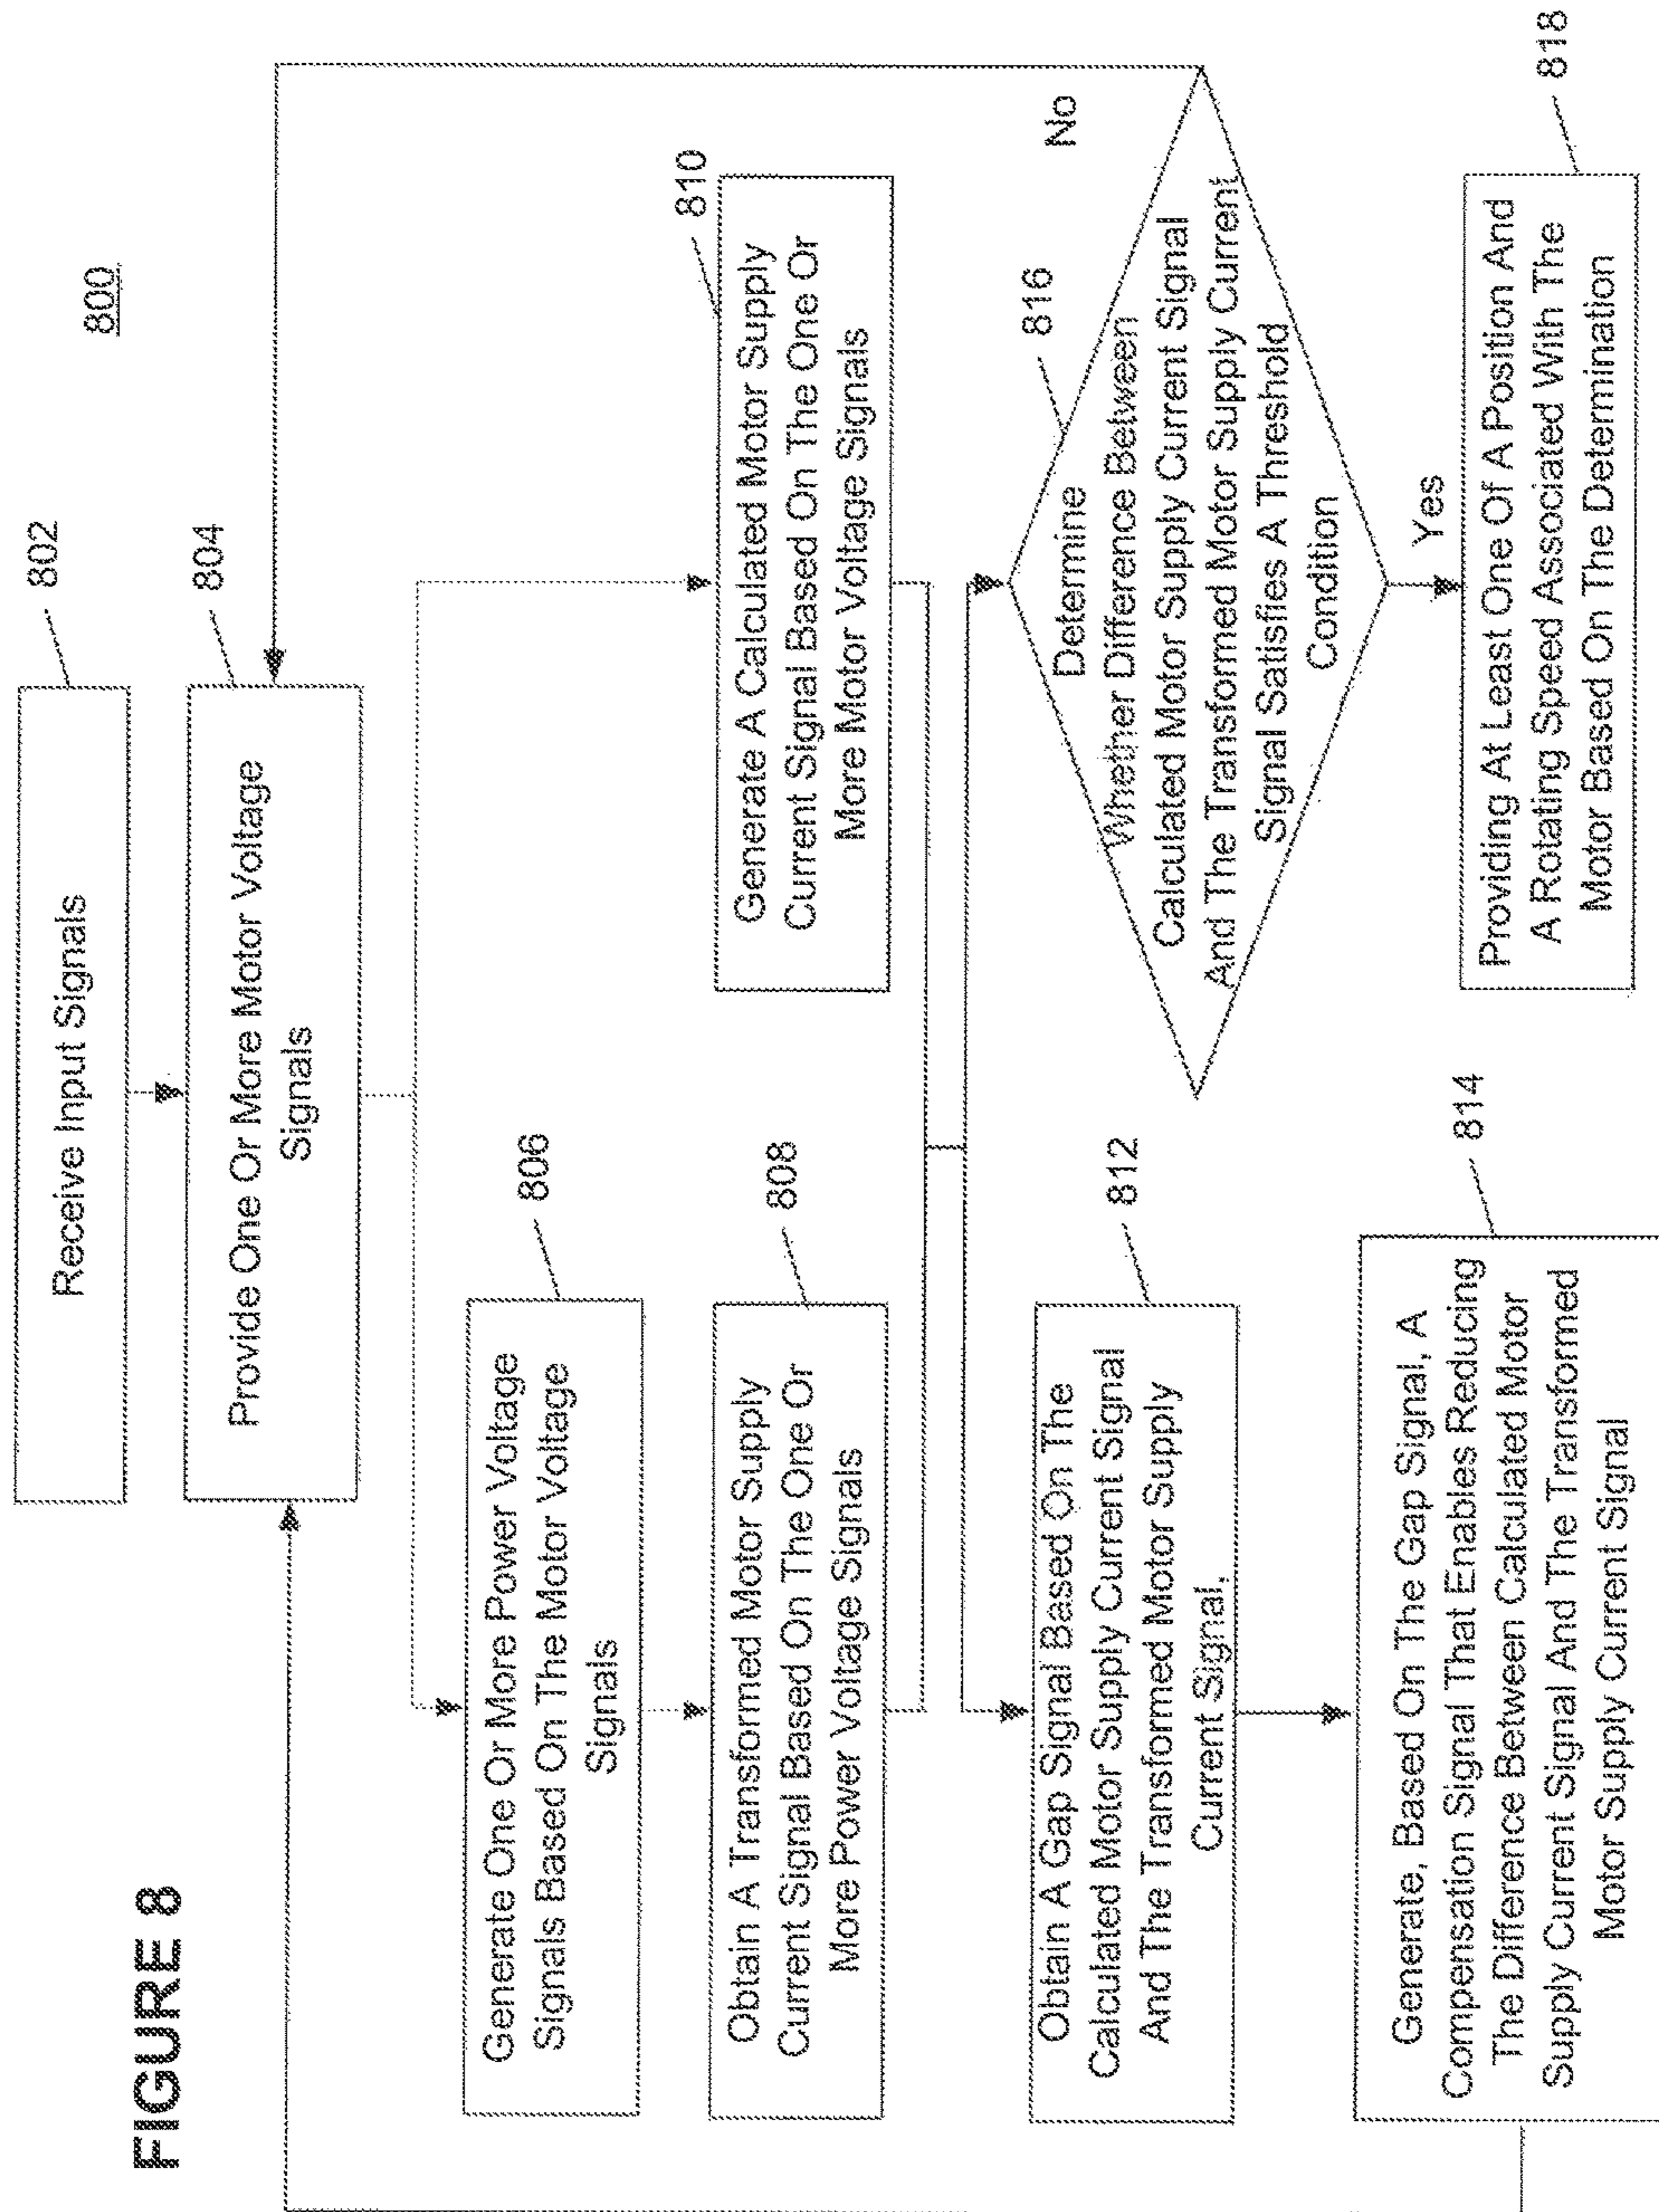 FIGURE 8
800
Receive Input Signals
802
Provide One Or More Motor Voltage
Signals
804
Generate One Or More Power Voltage
Signals Based On The Motor Voltage
Signals
806
Obtain A Transformed Motor Supply
Current Signal Based On The One Or
More Power Voltage Signals
808
Generate A Calculated Motor Supply
Current Signal Based On The One Or
More Motor Voltage Signals
810
Obtain A Gap Signal Based On The
Calculated Motor Supply Current Signal
And The Transformed Motor Supply
Current Signal,
812
Generate, Based On The Gap Signal, A
Compensation Signal That Enables Reducing
The Difference Between Calculated Motor
Supply Current Signal And The Transformed
Motor Supply Current Signal
814
Determine
Whether Difference Between
Calculated Motor Supply Current Signal
And The Transformed Motor Supply Current
Signal Satisfies A Threshold
Condition
816
No
Yes
Providing At Least One Of A Position And
A Rotating Speed Associated With The
Motor Based On The Determination
818